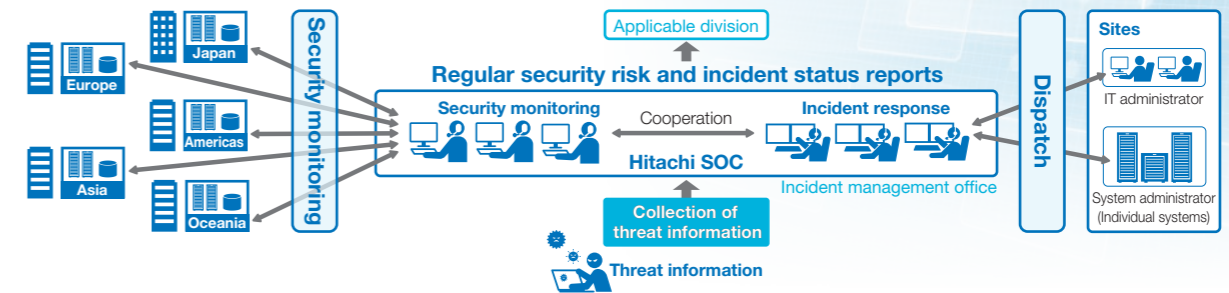 Japan
Europe
Americas
Asia
Oceania
Security monitoring
Applicable division
Regular security risk and incident status reports
Security monitoring
Cooperation
Incident response
Hitachi SOC
Incident management office
Collection of
threat information
Threat information
Dispatch
Sites
IT administrator
System administrator
(Individual systems)